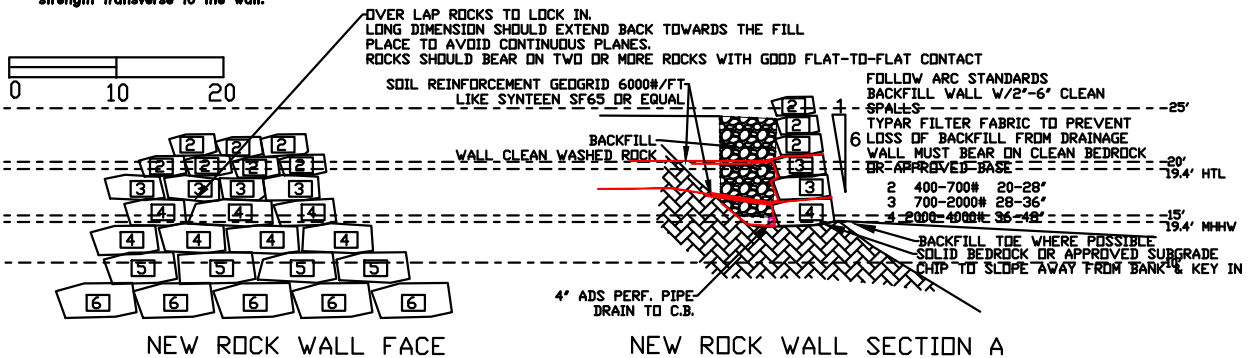 strength transverse to the wall.
OVER LAP ROCKS TO LOCK IN.
LONG DIMENSION SHOULD EXTEND BACK TOWARDS THE FILL
PLACE TO AVOID CONTINUOUS PLANES.
ROCKS SHOULD BEAR ON TWO OR MORE ROCKS WITH GOOD FLAT-TO-FLAT CONTACT
0 10 20
SOIL REINFORCEMENT GEOGRID 6000#/FT
LIKE SYNTEEN SF65 OR EQUAL
BACKFILL
WALL CLEAN WASHED ROCK
FOLLOW ARC STANDARDS
BACKFILL WALL W/2"-6" CLEAN
SPALLS
TYPAR FILTER FABRIC TO PREVENT
LOSS OF BACKFILL FROM DRAINAGE
WALL MUST BEAR ON CLEAN BEDROCK
OR APPROVED BASE
2 400-700# 20-28"
3 700-2000# 28-36"
4 2000-4000# 36-48"
1
6
25'
20'
19.4' HTL
15'
19.4' MHHW
10'
BACKFILL TOE WHERE POSSIBLE
SOLID BEDROCK OR APPROVED SUBGRADE
CHIP TO SLOPE AWAY FROM BANK & KEY IN
4" ADS PERF. PIPE
DRAIN TO C.B.
2 2 2
2 2 2 2
3 3 3 3
4 4 4
4 4 4 4
5 5 5 5
6 6 6 6 6
2
2
2
3
3
4
NEW ROCK WALL FACE
NEW ROCK WALL SECTION A